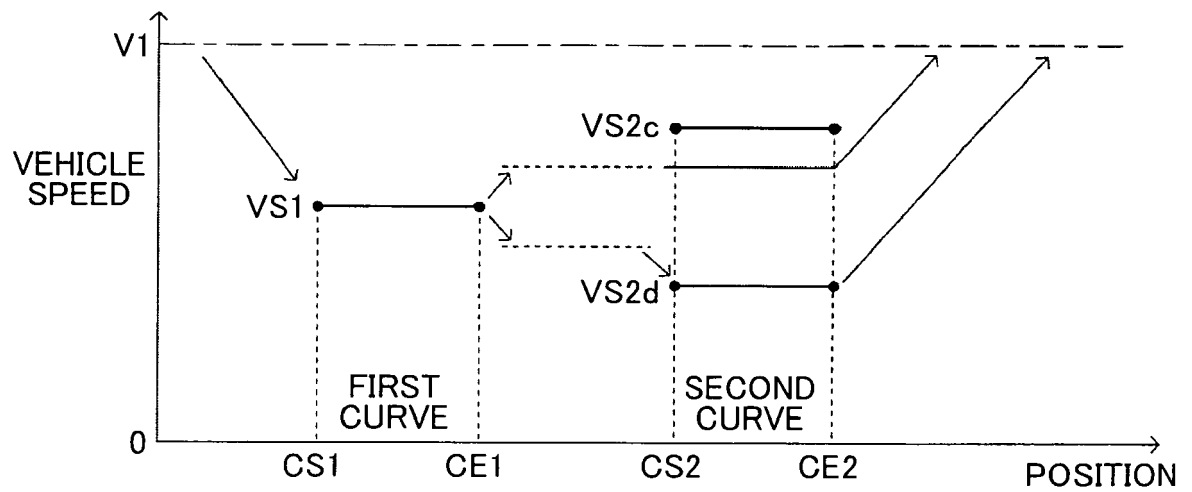 V1
VS2c
VEHICLE
SPEED
VS1
VS2d
FIRST
CURVE
SECOND
CURVE
0
CS1
CE1
CS2
CE2
POSITION